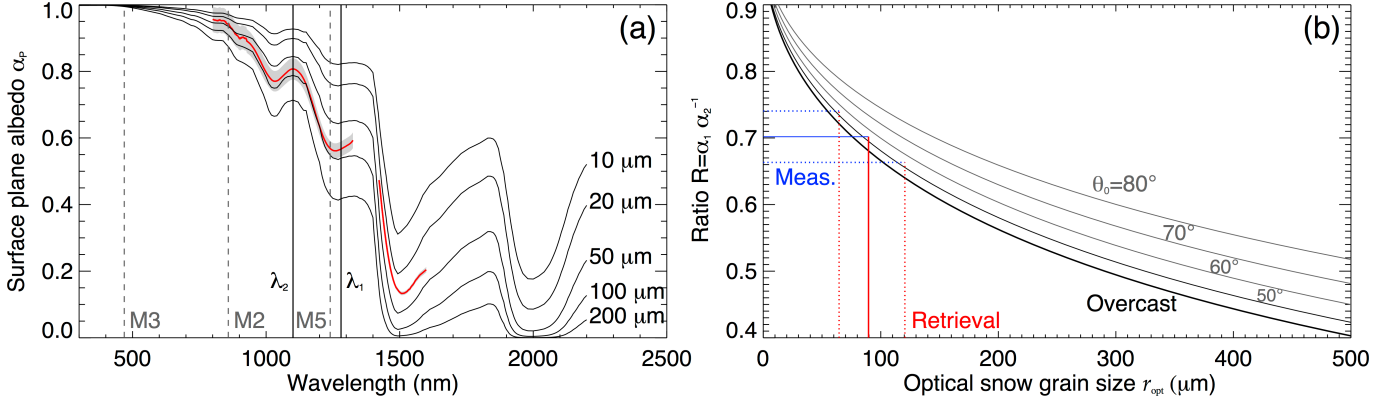 (a)
Surface plane albedo αₚ
1.0
0.8
0.6
0.4
0.2
0.0
10 μm
20 μm
50 μm
100 μm
200 μm
λ₂
λ₁
M3
M2
M5
500
1000
1500
2000
2500
Wavelength (nm)
(b)
Ratio R=α₁ α₂⁻¹
0.9
0.8
0.7
0.6
0.5
0.4
Meas.
θ₀=80°
70°
60°
50°
Overcast
Retrieval
0
100
200
300
400
500
Optical snow grain size rₒₚₜ (μm)